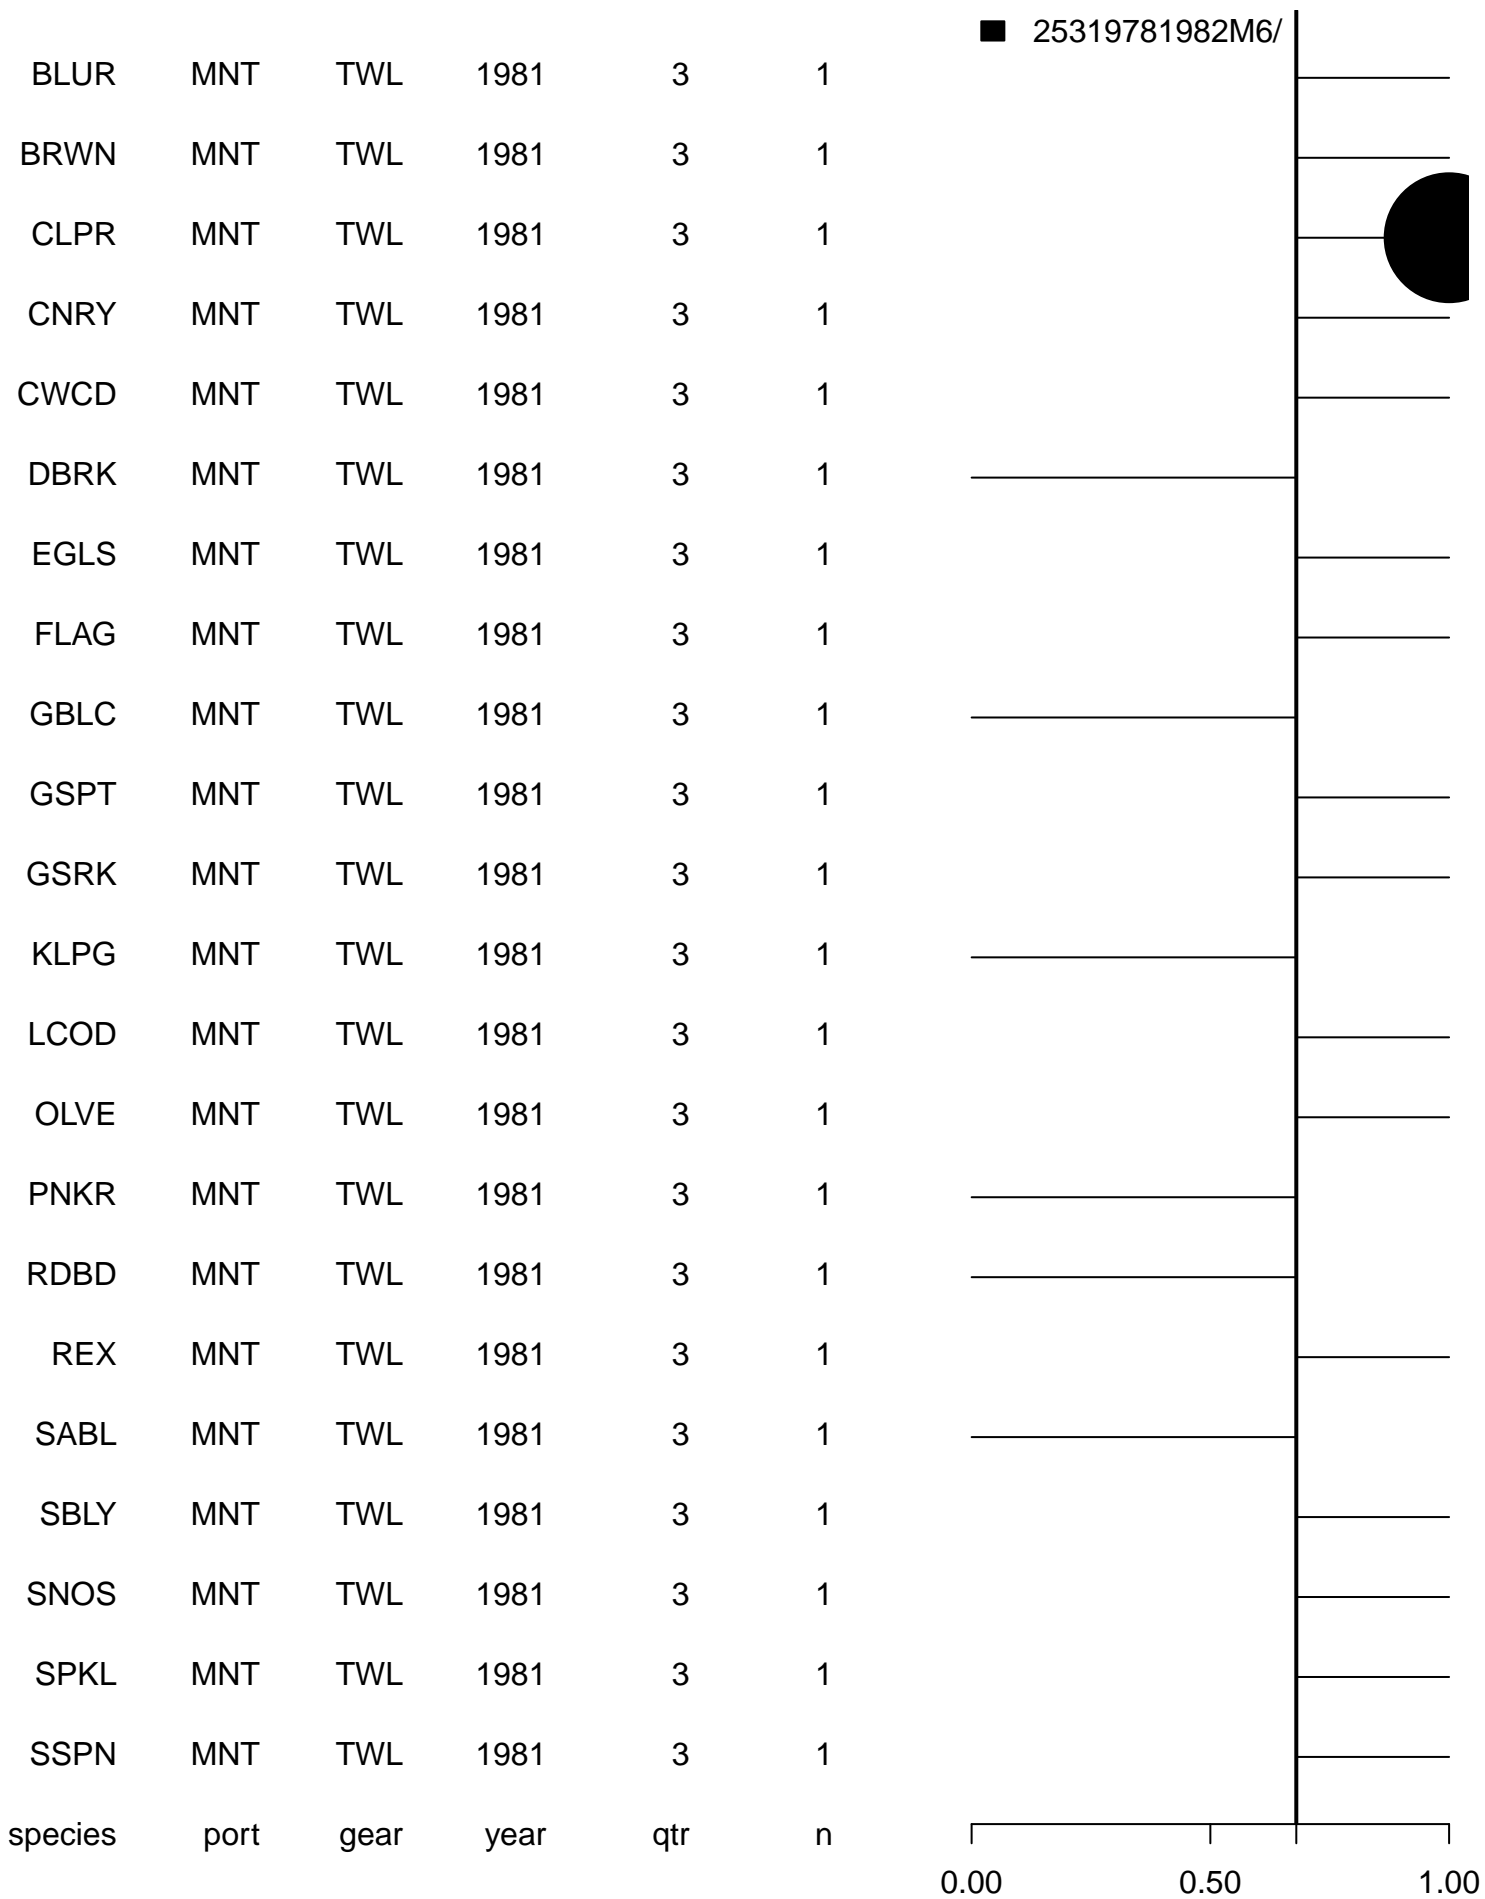 25319781982M6/
BLUR MNT TWL 1981 3 1
BRWN MNT TWL 1981 3 1
CLPR MNT TWL 1981 3 1
CNRY MNT TWL 1981 3 1
CWCD MNT TWL 1981 3 1
DBRK MNT TWL 1981 3 1
EGLS MNT TWL 1981 3 1
FLAG MNT TWL 1981 3 1
GBLC MNT TWL 1981 3 1
GSPT MNT TWL 1981 3 1
GSRK MNT TWL 1981 3 1
KLPG MNT TWL 1981 3 1
LCOD MNT TWL 1981 3 1
OLVE MNT TWL 1981 3 1
PNKR MNT TWL 1981 3 1
RDBD MNT TWL 1981 3 1
REX MNT TWL 1981 3 1
SABL MNT TWL 1981 3 1
SBLY MNT TWL 1981 3 1
SNOS MNT TWL 1981 3 1
SPKL MNT TWL 1981 3 1
SSPN MNT TWL 1981 3 1
species port gear year qtr n
0.00 0.50 1.00